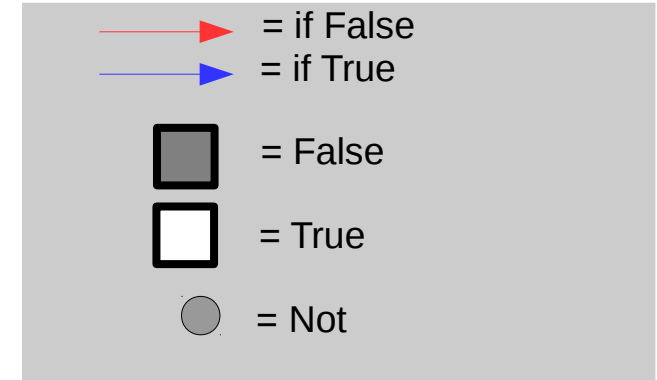 = if False
= if True
= False
= True
= Not